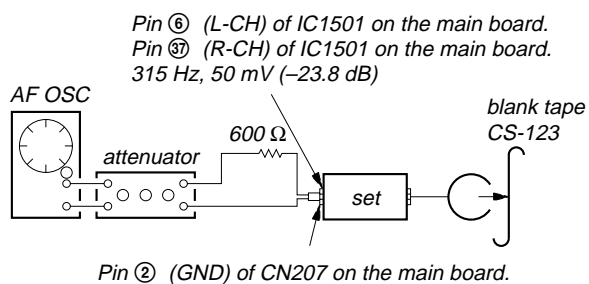 Pin ⑥ (L-CH) of IC1501 on the main board.
Pin ㊲ (R-CH) of IC1501 on the main board.
315 Hz, 50 mV (–23.8 dB)
AF OSC
blank tape
CS-123
600 Ω
attenuator
set
Pin ② (GND) of CN207 on the main board.